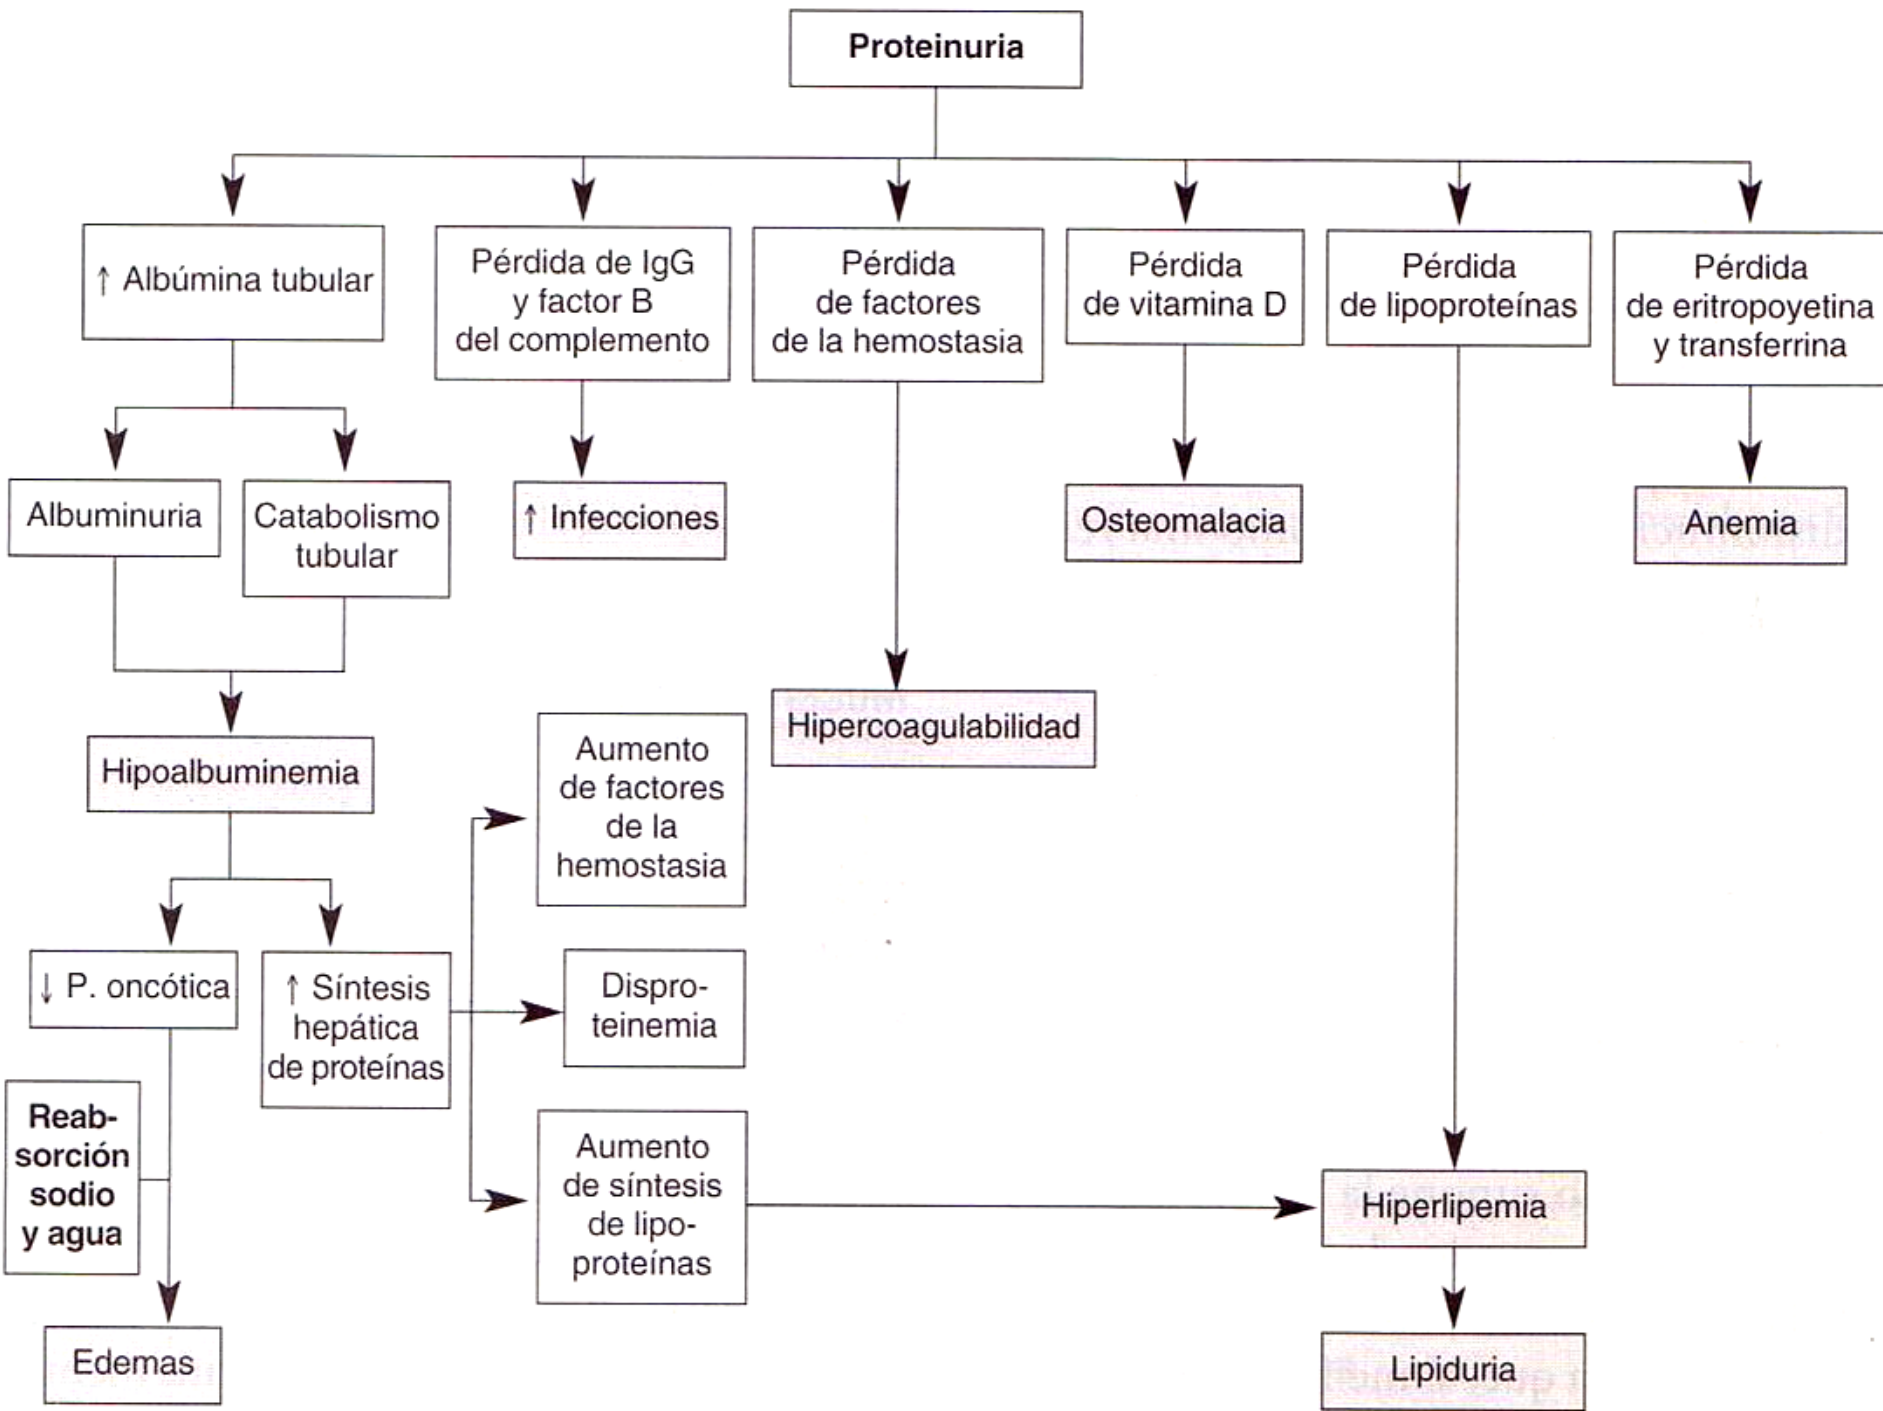 Proteinuria
↑ Albúmina tubular
Pérdida de IgG
y factor B
del complemento
Pérdida
de factores
de la hemostasia
Pérdida
de vitamina D
Pérdida
de lipoproteínas
Pérdida
de eritropoyetina
y transferrina
Albuminuria
Catabolismo
tubular
↑ Infecciones
Osteomalacia
Anemia
Hipercoagulabilidad
Hipoalbuminemia
Aumento
de factores
de la
hemostasia
↓ P. oncótica
↑ Síntesis
hepática
de proteínas
Dispro-
teinemia
Reab-
sorción
sodio
y agua
Aumento
de síntesis
de lipo-
proteínas
Hiperlipemia
Edemas
Lipiduria